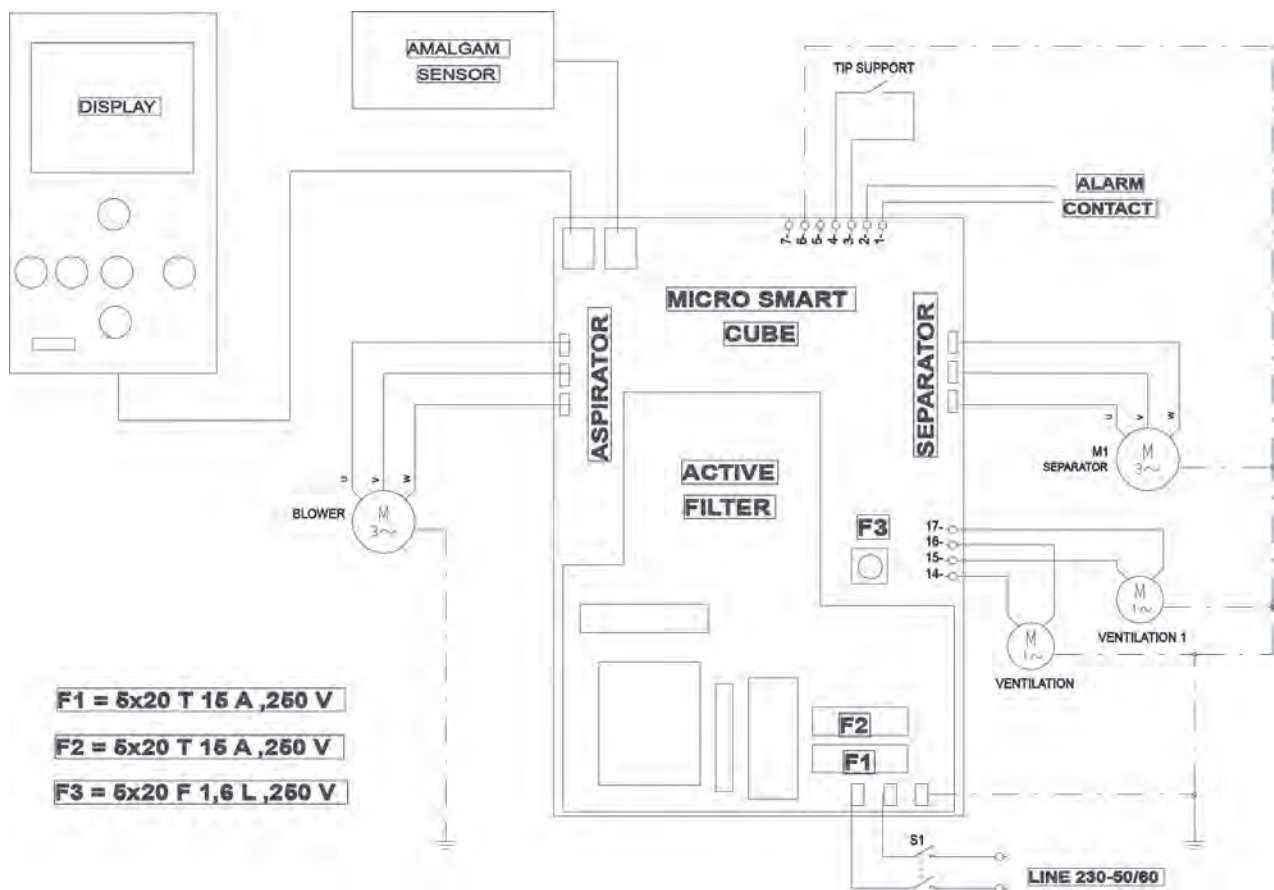 DISPLAY
AMALGAM
SENSOR
TIP SUPPORT
ALARM
CONTACT
7-
6-
5-
4-
3-
2-
1-
MICRO SMART
CUBE
ASPIRATOR
SEPARATOR
u
v
w
BLOWER
M
3~
u
v
w
M1
SEPARATOR
M
3~
ACTIVE
FILTER
F3
17-
16-
15-
14-
M
1~
VENTILATION 1
M
1~
VENTILATION
F1 = 5x20 T 15 A ,250 V
F2 = 5x20 T 15 A ,250 V
F3 = 5x20 F 1,6 L ,250 V
F2
F1
S1
LINE 230-50/60